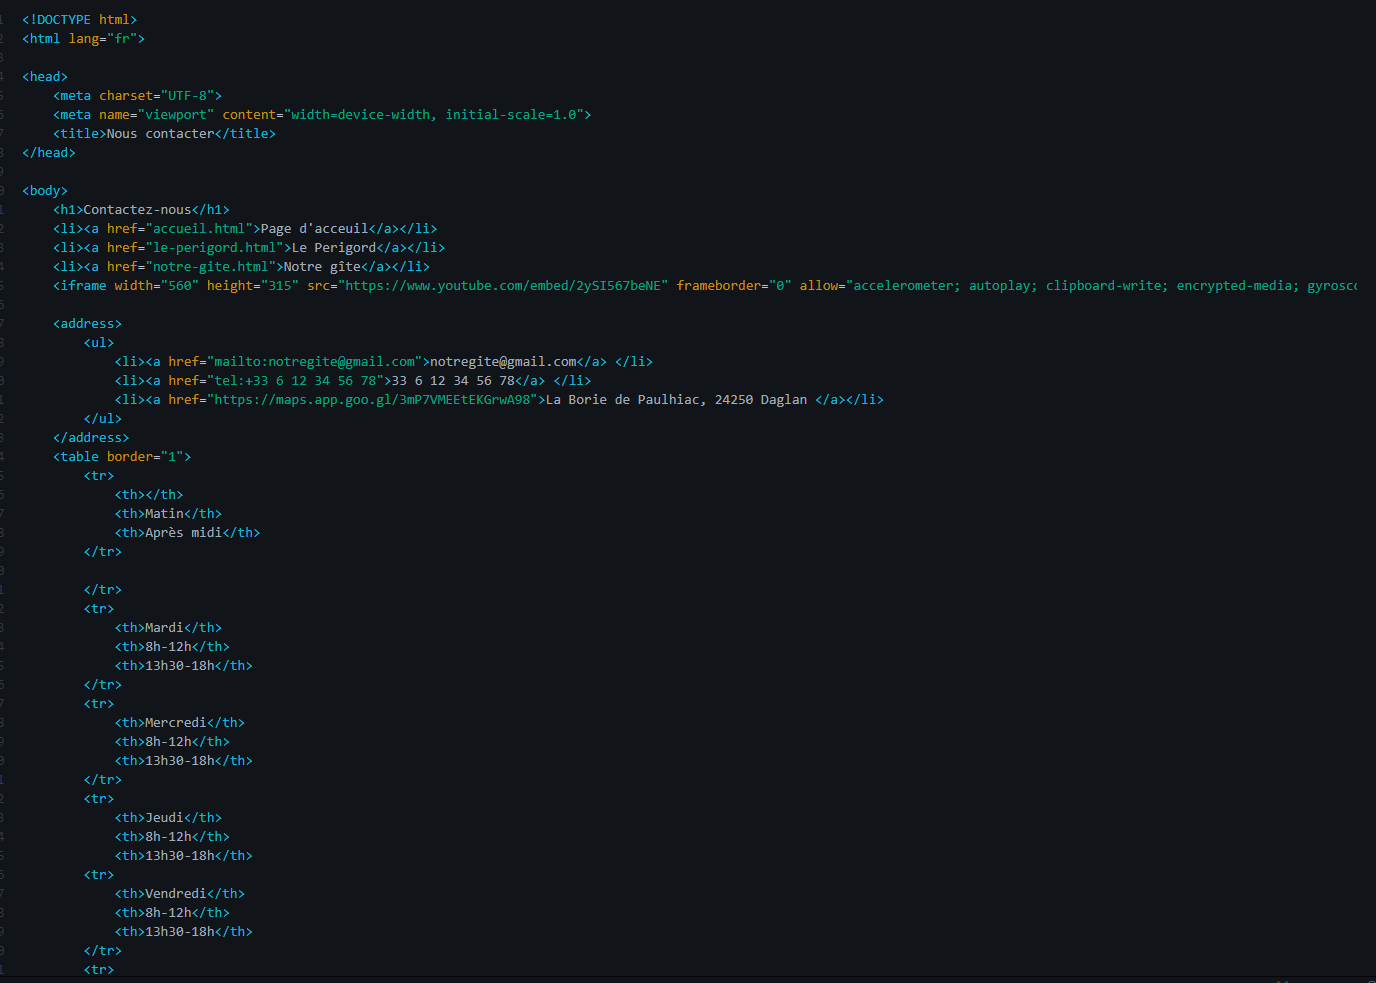 <!DOCTYPE html>
<html lang="fr">
<head>
<meta charset="UTF-8">
<meta name="viewport" content="width=device-width, initial-scale=1.0">
<title>Nous contacter</title>
</head>
<body>
<h1>Contactez-nous</h1>
<li><a href="accueil.html">Page d'acceuil</a></li>
<li><a href="le-perigord.html">Le Perigord</a></li>
<li><a href="notre-gite.html">Notre gîte</a></li>
<iframe width="560" height="315" src="https://www.youtube.com/embed/2ySI567beNE" frameborder="0" allow="accelerometer; autoplay; clipboard-write; encrypted-media; gyrosc
<address>
<ul>
<li><a href="mailto:notregite@gmail.com">notregite@gmail.com</a> </li>
<li><a href="tel:+33 6 12 34 56 78">33 6 12 34 56 78</a> </li>
<li><a href="https://maps.app.goo.gl/3mP7VMEEtEKGrwA98">La Borie de Paulhiac, 24250 Daglan </a></li>
</ul>
</address>
<table border="1">
<tr>
<th></th>
<th>Matin</th>
<th>Après midi</th>
</tr>
</tr>
<tr>
<th>Mardi</th>
<th>8h-12h</th>
<th>13h30-18h</th>
</tr>
<tr>
<th>Mercredi</th>
<th>8h-12h</th>
<th>13h30-18h</th>
</tr>
<tr>
<th>Jeudi</th>
<th>8h-12h</th>
<th>13h30-18h</th>
<tr>
<th>Vendredi</th>
<th>8h-12h</th>
<th>13h30-18h</th>
</tr>
<tr>